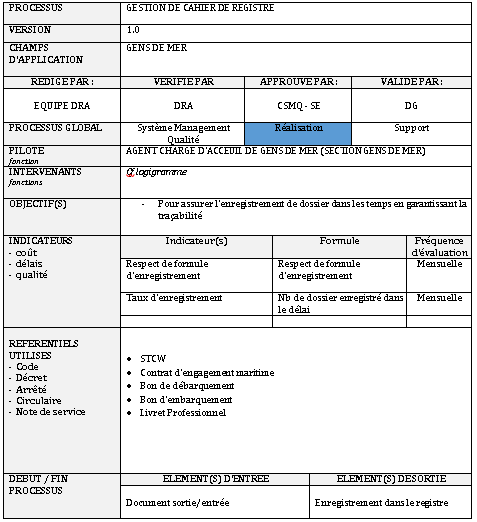 PROCESSUS GESTION DE CAHIER DE REGISTRE
VERSION 1.0
CHAMPS GENS DE MER
D'APPLICATION
REDIGE PAR : VERIFIE PAR APPROUVE PAR : VALIDE PAR :
EQUIPE DRA DRA CSMQ - SE DG
PROCESSUS GLOBAL Système Management Réalisation Support
Qualité
PILOTE AGENT CHARGE D'ACCEUIL DE GENS DE MER (SECTION GENS DE MER)
fonction
INTERVENANTS Cf logigramme
fonctions
OBJECTIF(S) - Pour assurer l'enregistrement de dossier dans les temps en garantissant la
traçabilité
INDICATEURS Indicateur(s) Formule Fréquence
- coût d'évaluation
- délais Respect de formule Respect de formule Mensuelle
- qualité d'enregistrement d'enregistrement
Taux d'enregistrement Nb de dossier enregistré dans Mensuelle
le délai
REFERENTIELS
UTILISES
- Code
- Décret
- Arrêté
- Circulaire
- Note de service
• STCW
• Contrat d'engagement maritime
• Bon de débarquement
• Bon d'embarquement
• Livret Professionnel
DEBUT / FIN ELEMENT(S) D'ENTREE ELEMENT(S) DE SORTIE
PROCESSUS
Document sortie/entrée Enregistrement dans le registre